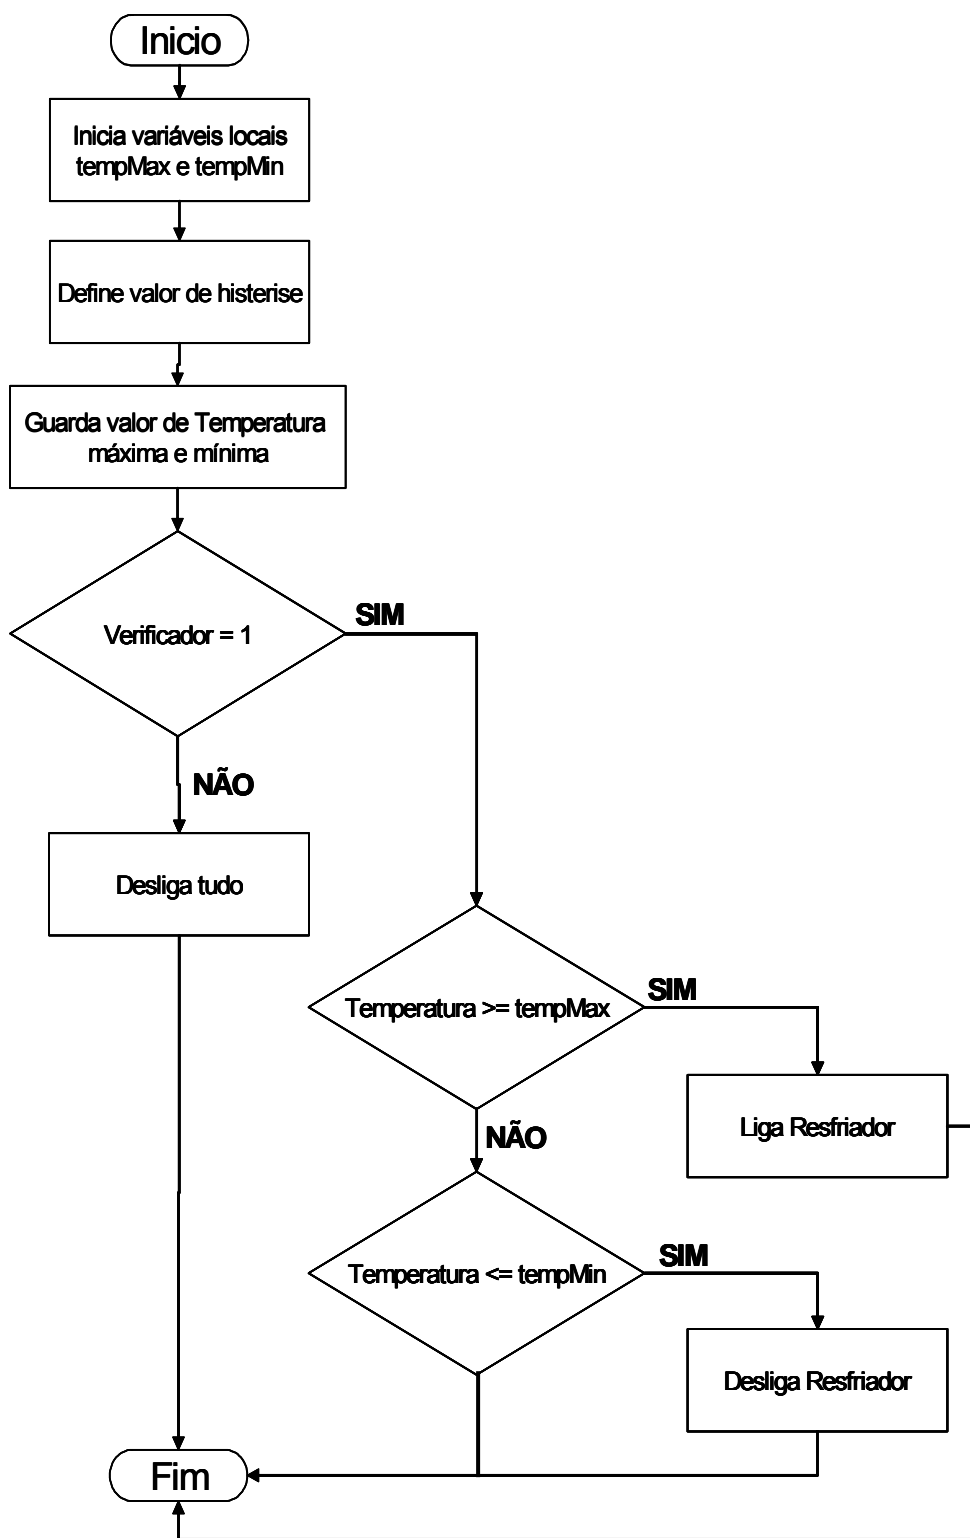 Inicio
Inicia variáveis locais
tempMax e tempMin
Define valor de histerise
Guarda valor de Temperatura
máxima e mínima
Verificador = 1
SIM
NÃO
Desliga tudo
Temperatura >= tempMax
SIM
Liga Resfriador
NÃO
Temperatura <= tempMin
SIM
Desliga Resfriador
Fim